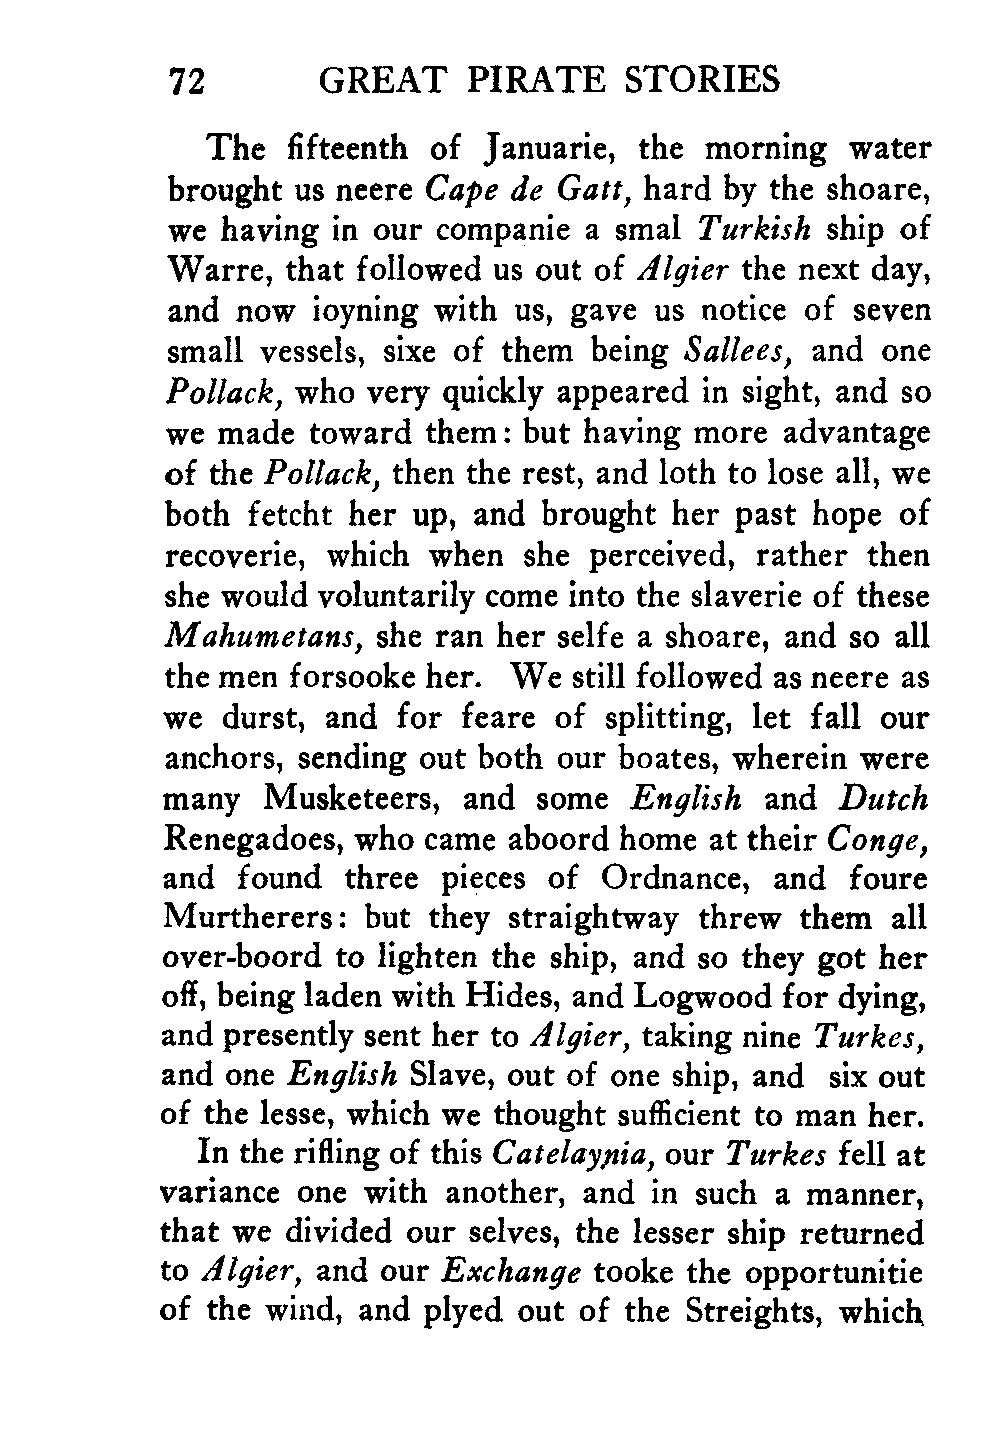 72 GREAT PIRATE STORIES
The fifteenth of Januarie, the morning water
brought us neere Cape de Gatt, hard by the shoare,
we having in our companie a smal Turkish ship of
Warre, that followed us out of Algier the next day,
and now ioyning with us, gave us notice of seven
small vessels, sixe of them being Sallees, and one
Pollack, who very quickly appeared in sight, and so
we made toward them: but having more advantage
of the Pollack, then the rest, and loth to lose all, we
both fetcht her up, and brought her past hope of
recoverie, which when she perceived, rather then
she would voluntarily come into the slaverie of these
Mahumetans, she ran her selfe a shoare, and so all
the men forsooke her. We still followed as neere as
we durst, and for feare of splitting, let fall our
anchors, sending out both our boates, wherein were
many Musketeers, and some English and Dutch
Renegadoes, who came aboord home at their Conge,
and found three pieces of Ordnance, and foure
Murtherers: but they straightway threw them all
over-boord to lighten the ship, and so they got her
off, being laden with Hides, and Logwood for dying,
and presently sent her to Algier, taking nine Turkes,
and one English Slave, out of one ship, and six out
of the lesse, which we thought sufficient to man her.
In the rifling of this Catelaynia, our Turkes fell at
variance one with another, and in such a manner,
that we divided our selves, the lesser ship returned
to Algier, and our Exchange tooke the opportunitie
of the wind, and plyed out of the Streights, which